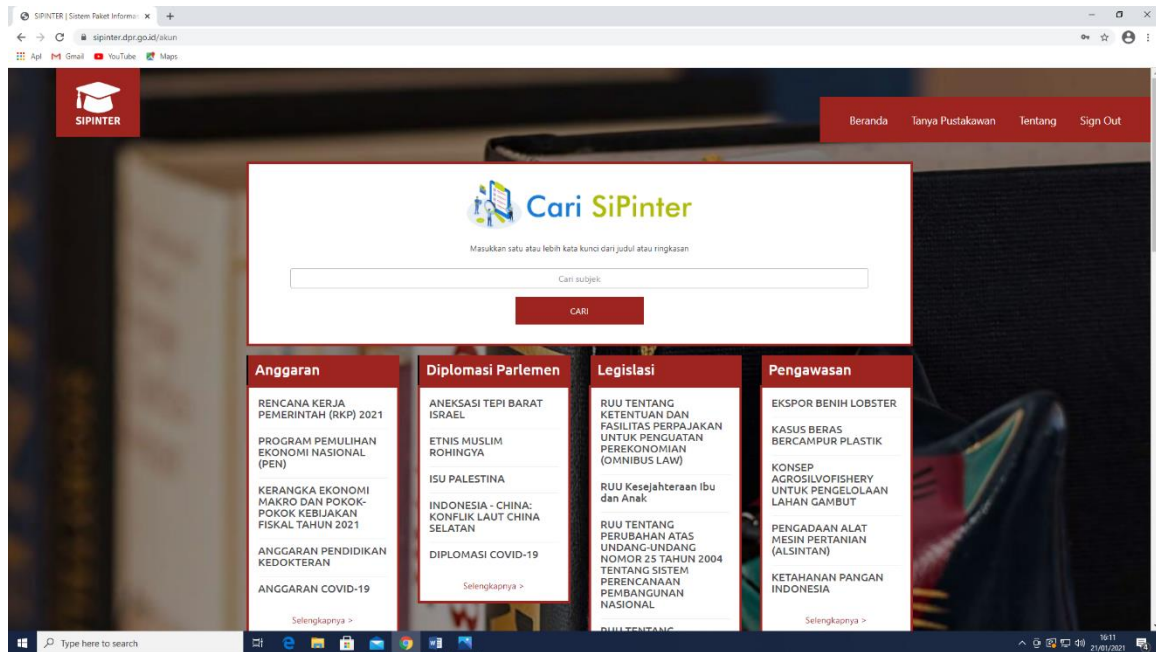 SIPINTER | Sistem Paket Informas
sipinter.dpr.go.id/akun
Apl Gmail YouTube Maps
SIPINTER
Beranda Tanya Pustakawan Tentang Sign Out
Cari SiPinter
Masukkan satu atau lebih kata kunci dari judul atau ringkasan
Cari subjek
CARI
Anggaran
RENCANA KERJA
PEMERINTAH (RKP) 2021
PROGRAM PEMULIHAN
EKONOMI NASIONAL
(PEN)
KERANGKA EKONOMI
MAKRO DAN POKOK-
POKOK KEBIJAKAN
FISKAL TAHUN 2021
ANGGARAN PENDIDIKAN
KEDOKTERAN
ANGGARAN COVID-19
Selengkapnya >
Diplomasi Parlemen
ANEKSASI TEPI BARAT
ISRAEL
ETNIS MUSLIM
ROHINGYA
ISU PALESTINA
INDONESIA - CHINA:
KONFLIK LAUT CHINA
SELATAN
DIPLOMASI COVID-19
Selengkapnya >
Legislasi
RUU TENTANG
KETENTUAN DAN
FASILITAS PERPAJAKAN
UNTUK PENGUATAN
PEREKONOMIAN
(OMNIBUS LAW)
RUU Kesejahteraan Ibu
dan Anak
RUU TENTANG
PERUBAHAN ATAS
UNDANG-UNDANG
NOMOR 25 TAHUN 2004
TENTANG SISTEM
PERENCANAAN
PEMBANGUNAN
NASIONAL
RUU TENTANG
Pengawasan
EKSPOR BENIH LOBSTER
KASUS BERAS
BERCAMPUR PLASTIK
KONSEP
AGROSILVOFISHERY
UNTUK PENGELOLAAN
LAHAN GAMBUT
PENGADAAN ALAT
MESIN PERTANIAN
(ALSINTAN)
KETAHANAN PANGAN
INDONESIA
Selengkapnya >
Type here to search
16:11
21/01/2021